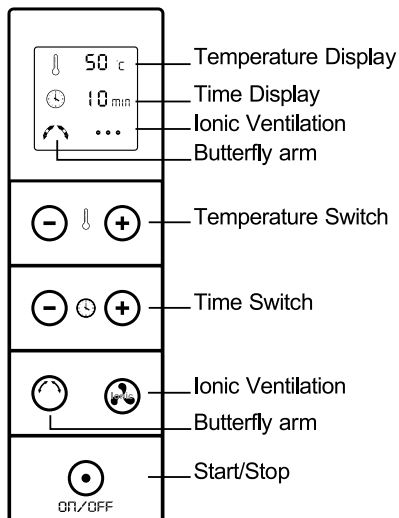 50 °C Temperature Display
10 min Time Display
Ionic Ventilation
Butterfly arm
Temperature Switch
Time Switch
Ionic
Ionic Ventilation
Butterfly arm
Start/Stop
ON/OFF